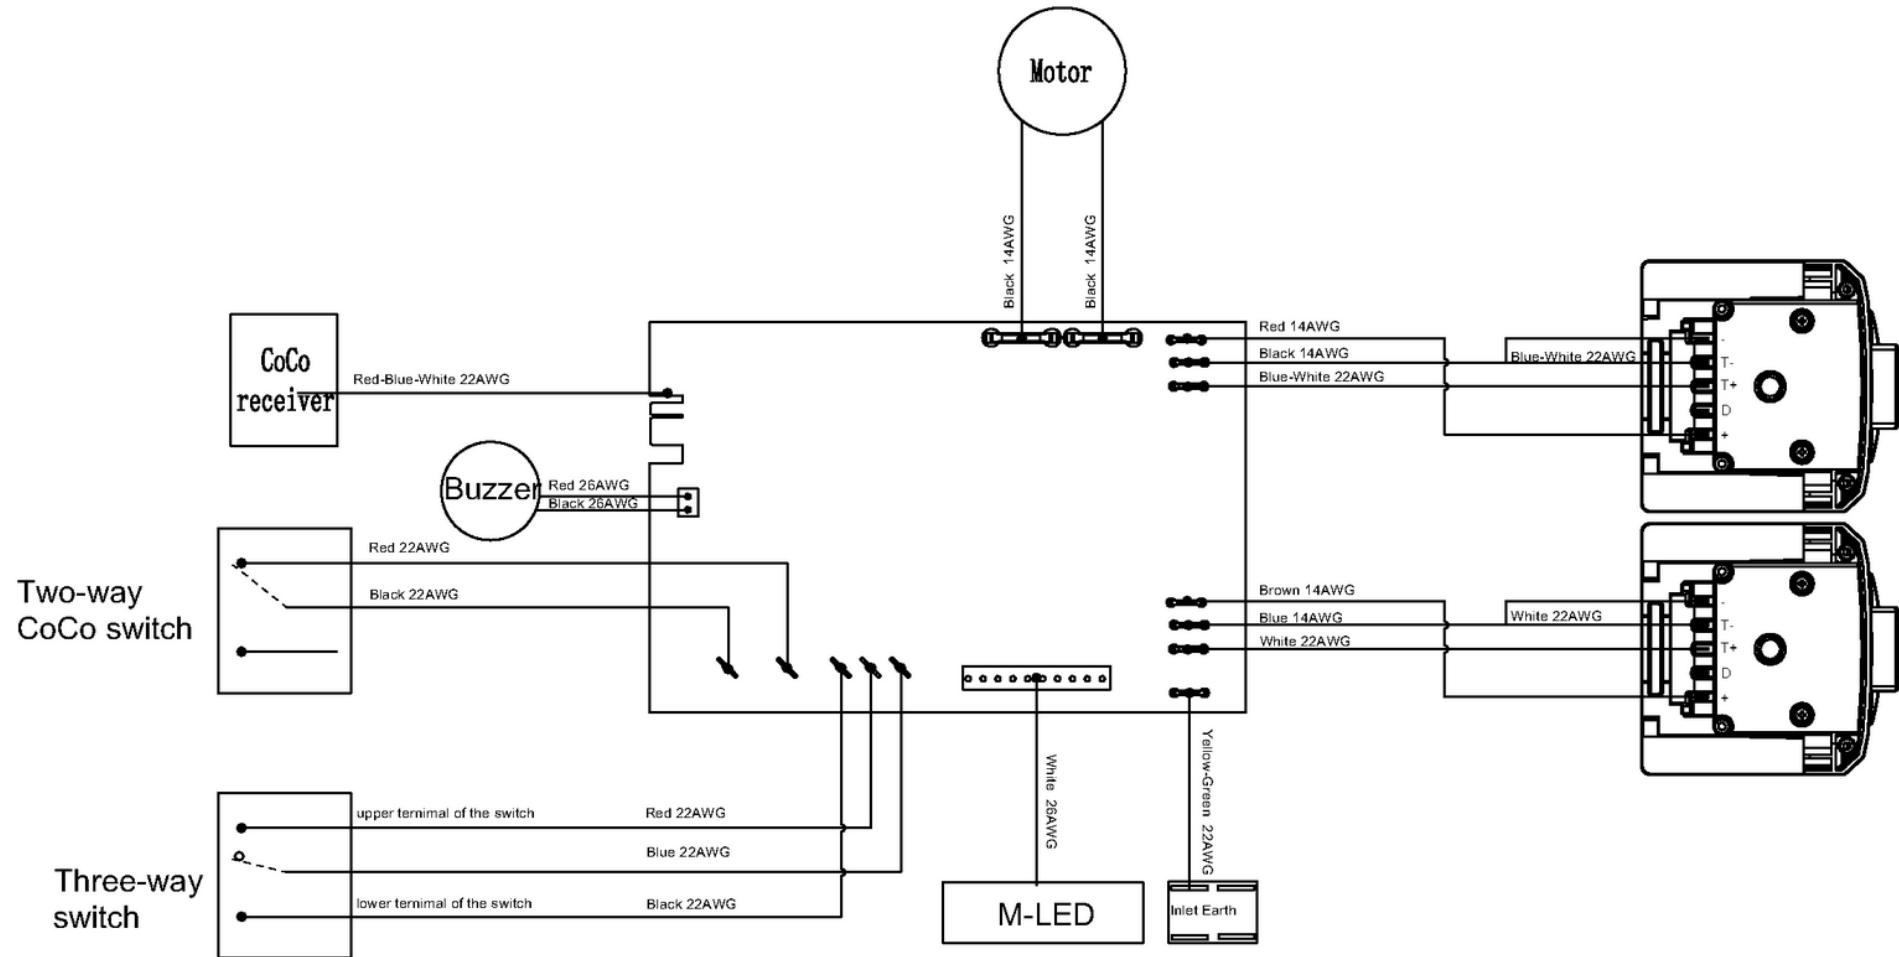 Motor
Black 14AWG
Black 14AWG
CoCo
receiver
Red-Blue-White 22AWG
Buzzer
Red 26AWG
Black 26AWG
Two-way
CoCo switch
Red 22AWG
Black 22AWG
Three-way
switch
upper ternimal of the switch
Red 22AWG
Blue 22AWG
lower ternimal of the switch
Black 22AWG
White 26AWG
M-LED
Yellow-Green 22AWG
Inlet Earth
Red 14AWG
Black 14AWG
Blue-White 22AWG
Blue-White 22AWG
-
T-
T+
D
+
Brown 14AWG
Blue 14AWG
White 22AWG
White 22AWG
-
T-
T+
D
+